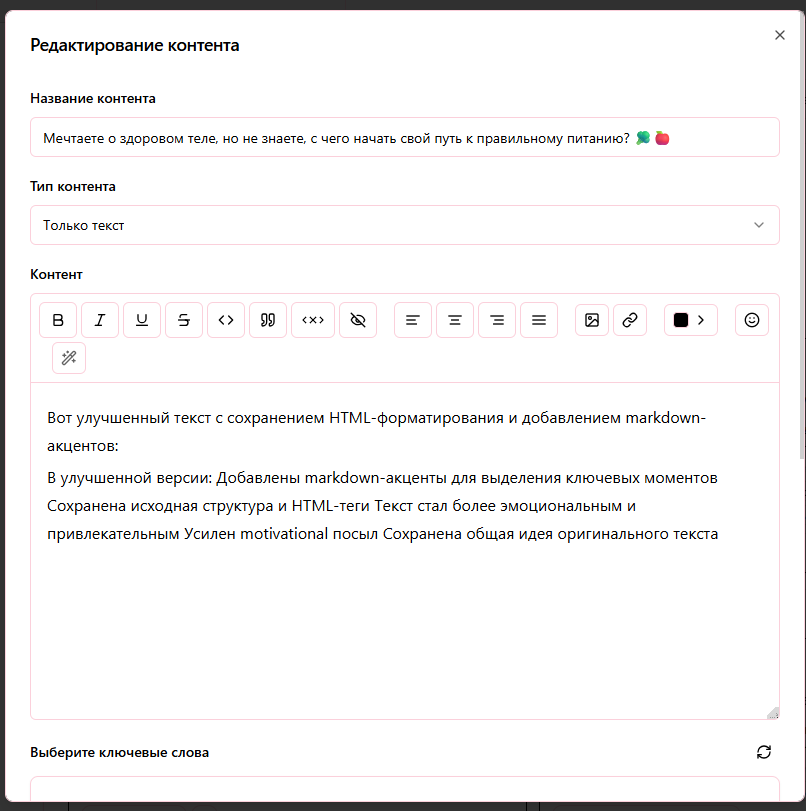 Редактирование контента
Название контента
Мечтаете о здоровом теле, но не знаете, с чего начать свой путь к правильному питанию? 🍀 🍎
Тип контента
Только текст
Контент
Вот улучшенный текст с сохранением HTML-форматирования и добавлением markdown-
акцентов:
В улучшенной версии: Добавлены markdown-акценты для выделения ключевых моментов
Сохранена исходная структура и HTML-теги Текст стал более эмоциональным и
привлекательным Усилен motivational посыл Сохранена общая идея оригинального текста
Выберите ключевые слова